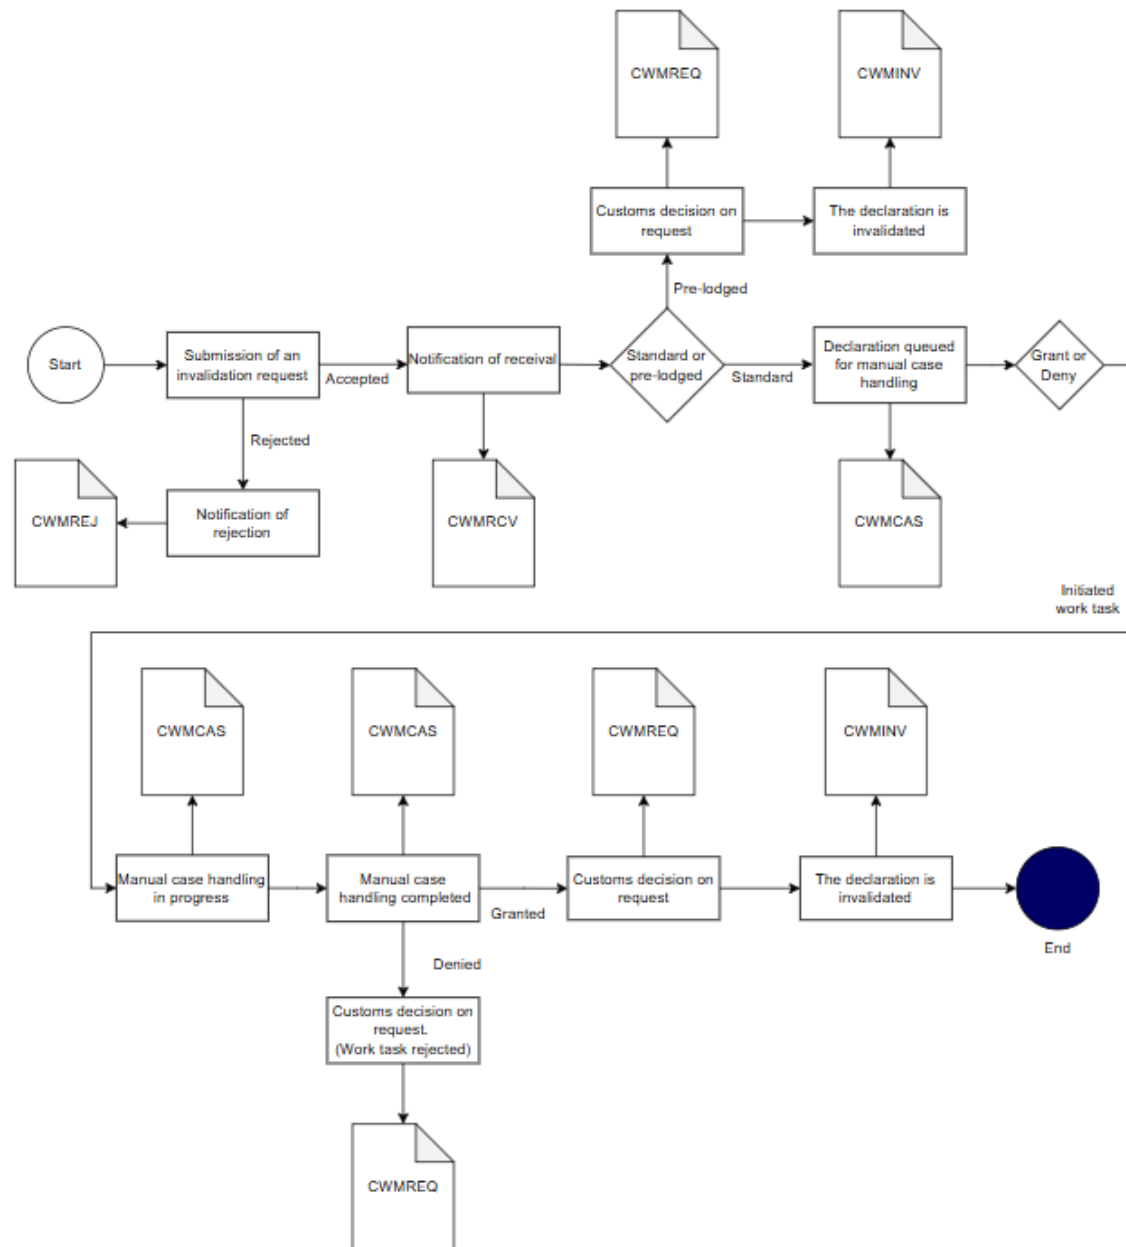 CWMREQ
CWMINV
Customs decision on
request
The declaration is
invalidated
Pre-lodged
Start
Submission of an
invalidation request
Accepted
Notification of receival
Standard or
pre-lodged
Standard
Declaration queued
for manual case
handling
Grant or
Deny
Rejected
CWMREJ
Notification of
rejection
CWMRCV
CWMCAS
Initiated
work task
CWMCAS
CWMCAS
CWMREQ
CWMINV
Manual case handling
in progress
Manual case
handling completed
Granted
Customs decision on
request
The declaration is
invalidated
End
Denied
Customs decision on
request.
(Work task rejected)
CWMREQ